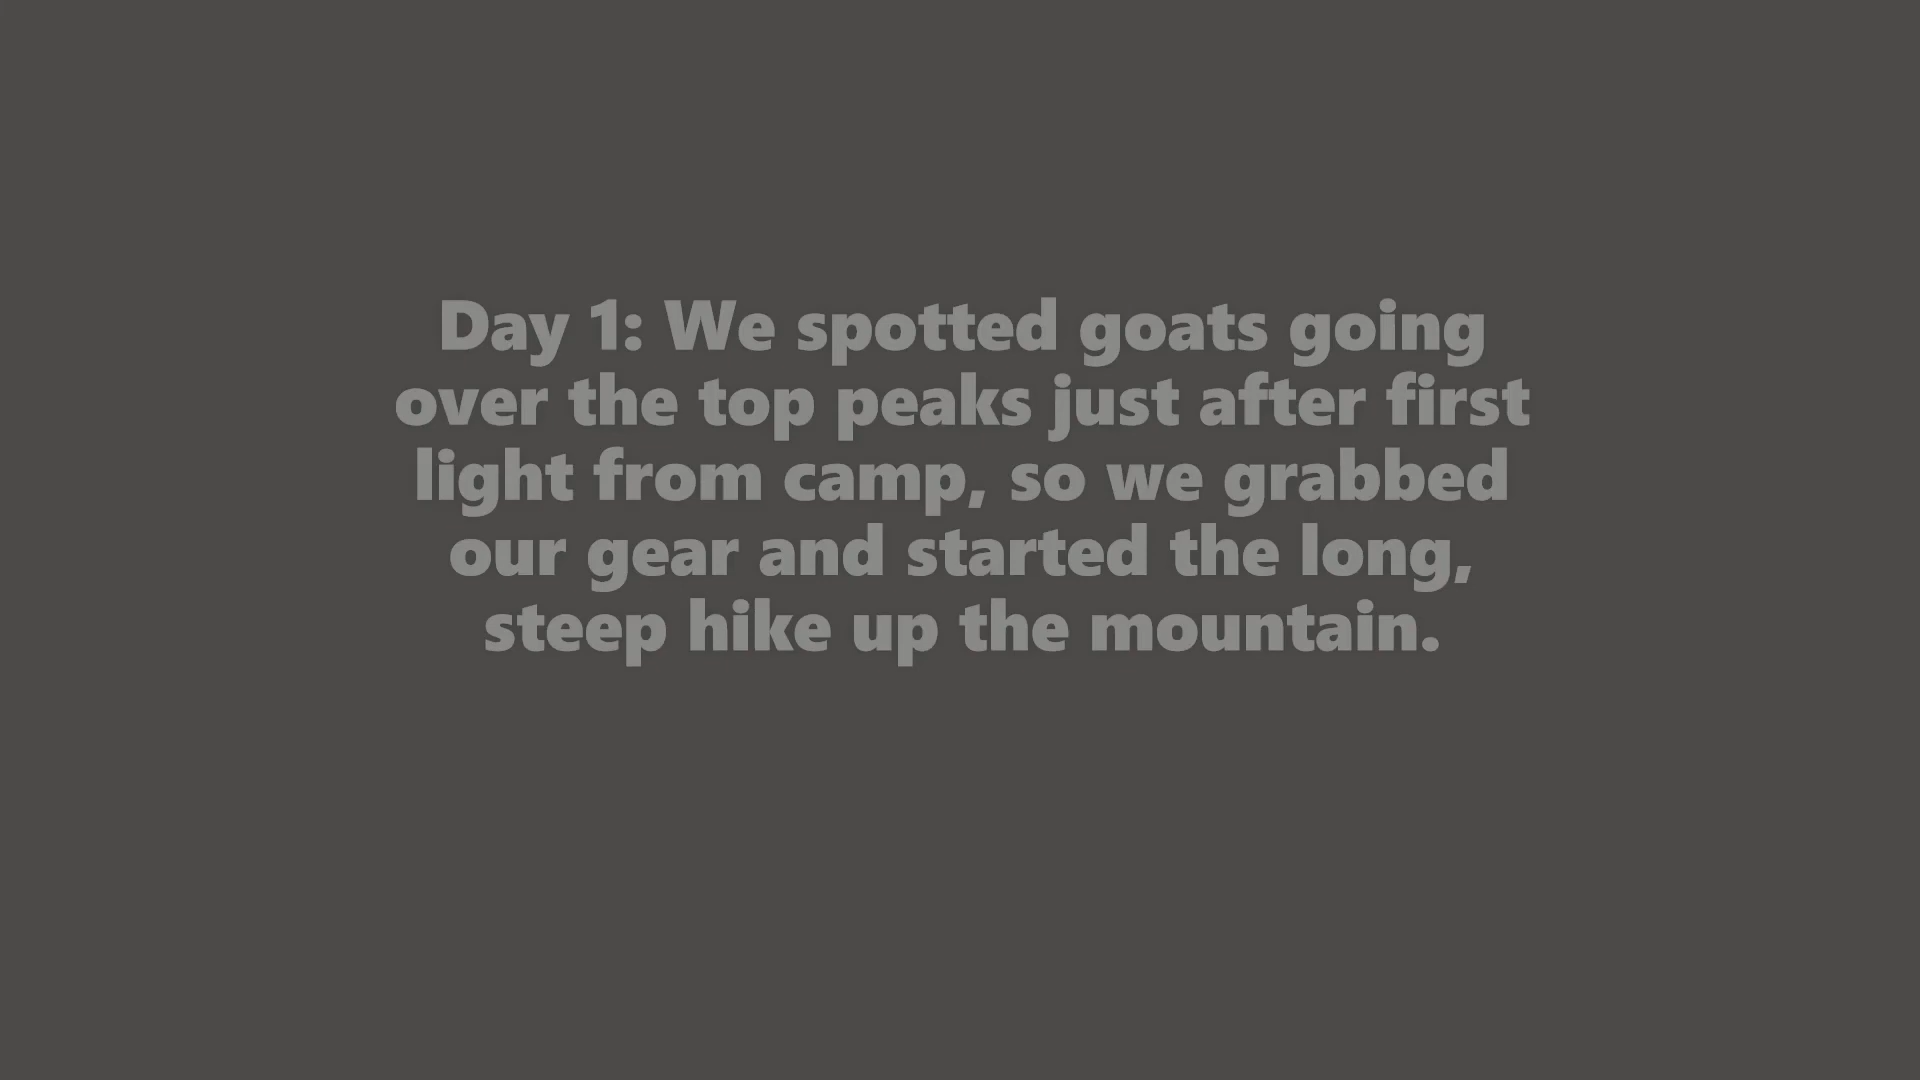 Day 1: We spotted goats going
over the top peaks just after first
light from camp, so we grabbed
our gear and started the long,
steep hike up the mountain.